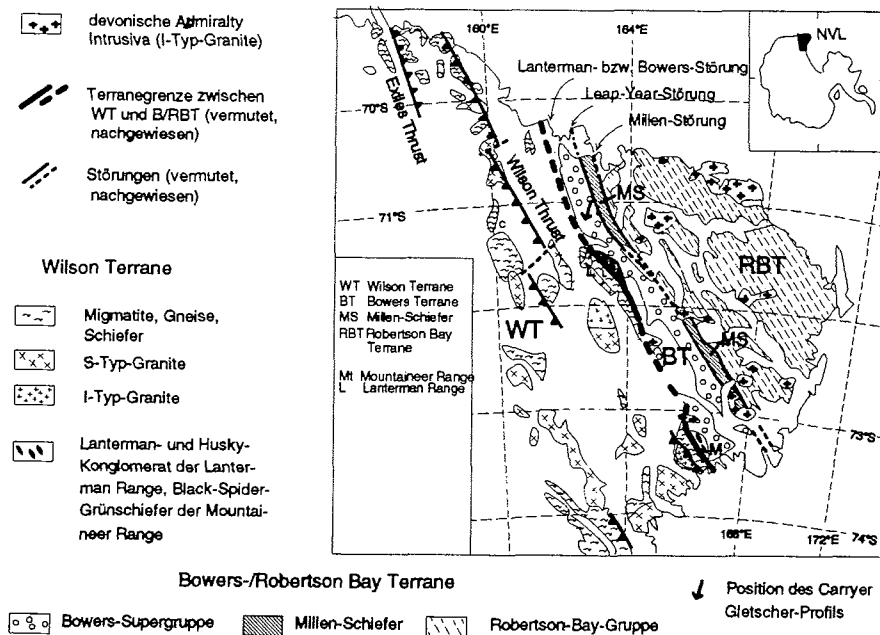 devonische Admiralty
Intrusiva (I-Typ-Granite)
Terranegrenze zwischen
WT und B/RBT (vermutet,
nachgewiesen)
Störungen (vermutet,
nachgewiesen)
Wilson Terrane
Migmatite, Gneise,
Schiefer
S-Typ-Granite
I-Typ-Granite
Lanterman- und Husky-
Konglomerat der Lanter-
man Range, Black-Spider-
Grünschiefer der Mountai-
neer Range
160°E
164°
NVL
Lanterman- bzw. Bowers-Störung
Leap-Year-Störung
Millen-Störung
70°S
Exiles Thrust
Wilson Thrust
71°S
MS
RBT
WT Wilson Terrane
BT Bowers Terrane
MS Millen-Schiefer
RBT Robertson Bay
Terrane
Mt Mountaineer Range
L Lanterman Range
L
WT
BT
MS
M
73°S
168°E
172°E
74°S
Bowers-/Robertson Bay Terrane
Bowers-Supergruppe
Millen-Schiefer
Robertson-Bay-Gruppe
Position des Carryer
Gletscher-Profils